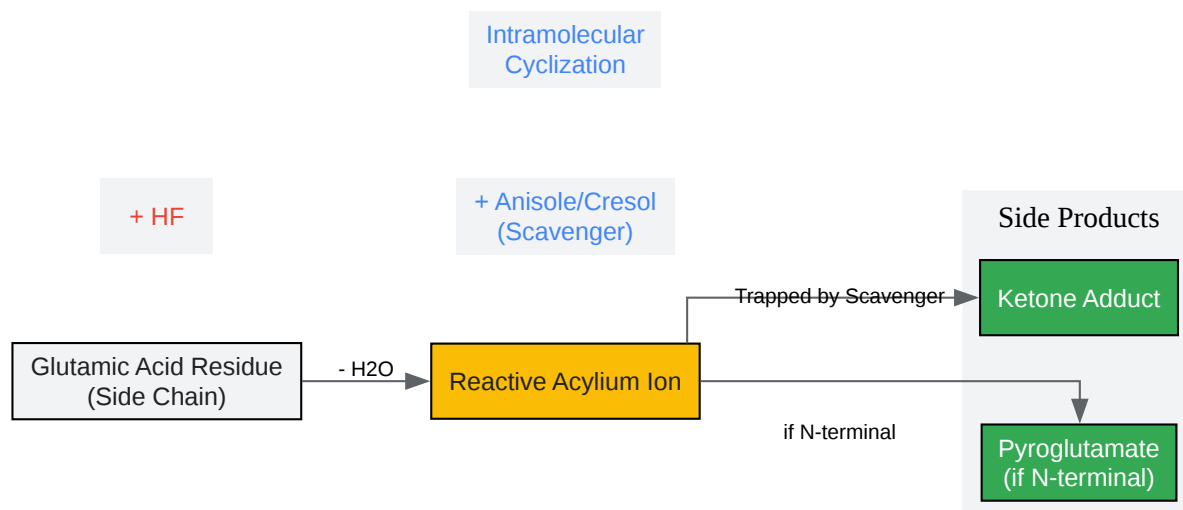 Intramolecular
Cyclization
+ HF
+ Anisole/Cresol
(Scavenger)
Side Products
Trapped by Scavenger
Ketone Adduct
Glutamic Acid Residue
(Side Chain)
- H2O
Reactive Acylium Ion
if N-terminal
Pyroglutamate
(if N-terminal)